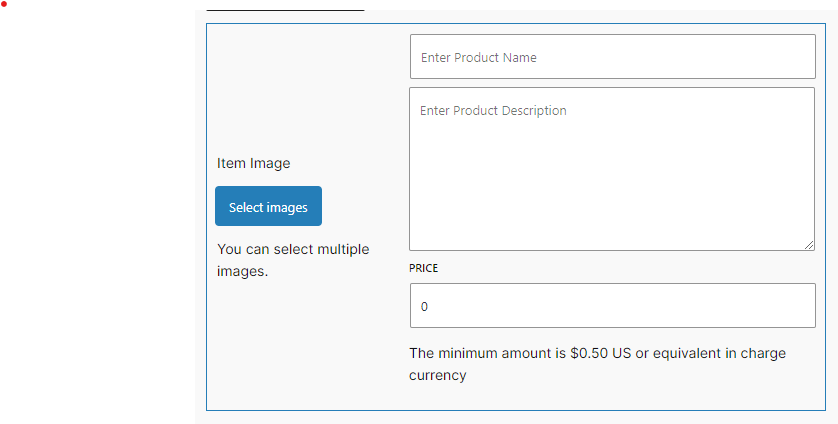 Enter Product Name
Enter Product Description
Item Image
Select images
You can select multiple
images.
PRICE
0
The minimum amount is $0.50 US or equivalent in charge
currency